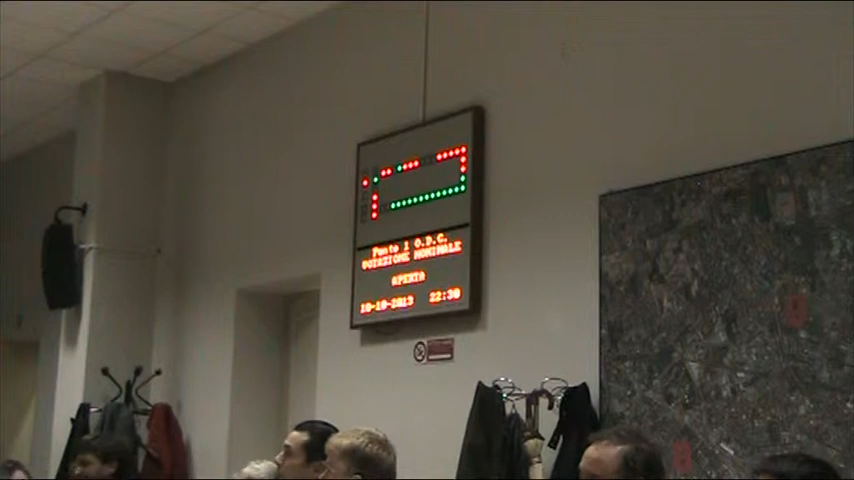 Punto 1 O.D.G.
VOTAZIONE NOMINALE
APERTA
10-10-2013 22:30